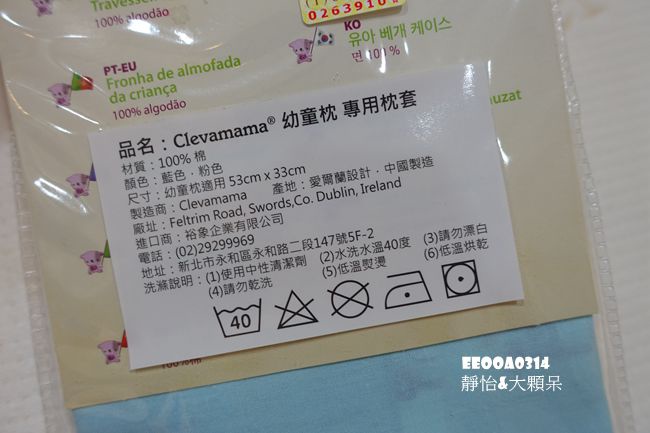 Travesse
100% algodão
0263910
PT-EU
Fronha de almofada
da criança
100% algodão
KO
유아 베개 케이스
면 100 %
uzat
品名：Clevamama® 幼童枕 專用枕套
材質：100% 棉
顏色：藍色．粉色
尺寸：幼童枕適用 53cm x 33cm
製造商：Clevamama 產地：愛爾蘭設計．中國製造
廠址：Feltrim Road, Swords,Co. Dublin, Ireland
進口商：裕象企業有限公司
電話：(02)29299969
地址：新北市永和區永和路二段147號5F-2
洗滌說明：(1)使用中性清潔劑 (2)水洗水溫40度 (3)請勿漂白
(4)請勿乾洗 (5)低溫熨燙 (6)低溫烘乾
40
100%棉
EE00A0314
靜怡&大顆呆